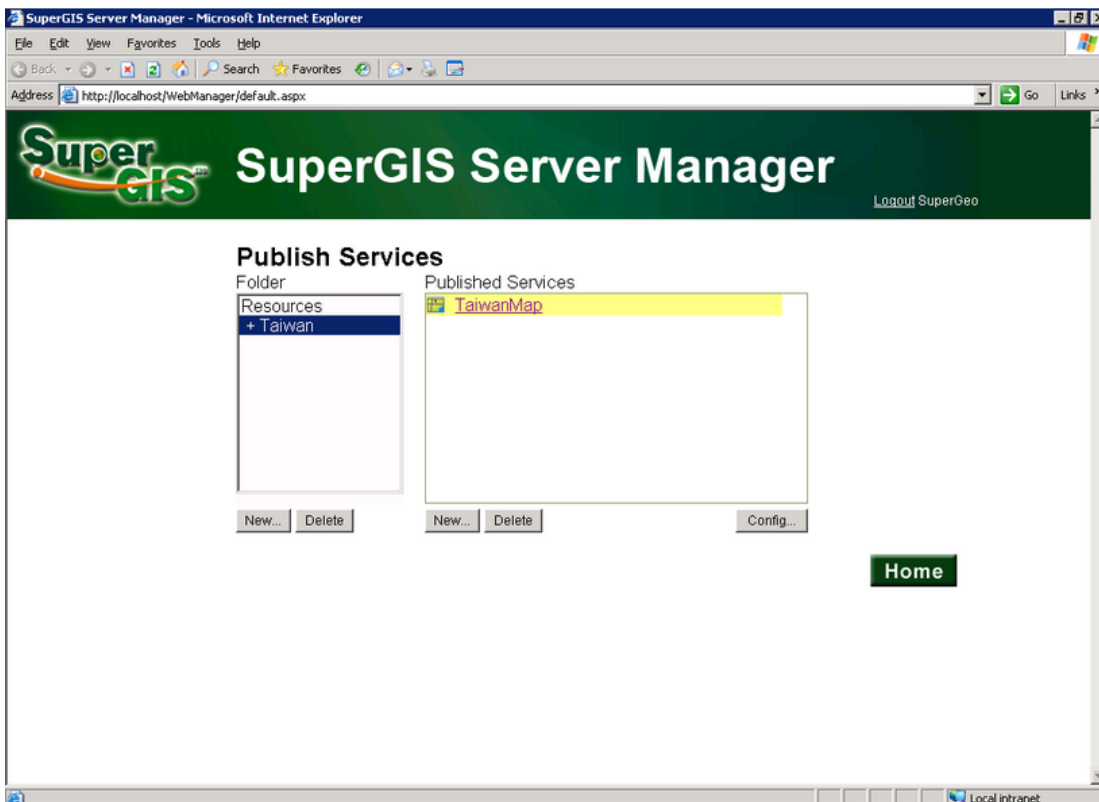 SuperGIS Server Manager - Microsoft Internet Explorer
File Edit View Favorites Tools Help
Back Search Favorites
Address http://localhost/WebManager/default.aspx Go Links
Super GIS SuperGIS Server Manager
Logout SuperGeo
Publish Services
Folder Published Services
Resources TaiwanMap
+ Taiwan
New... Delete New... Delete Config...
Home
Local intranet